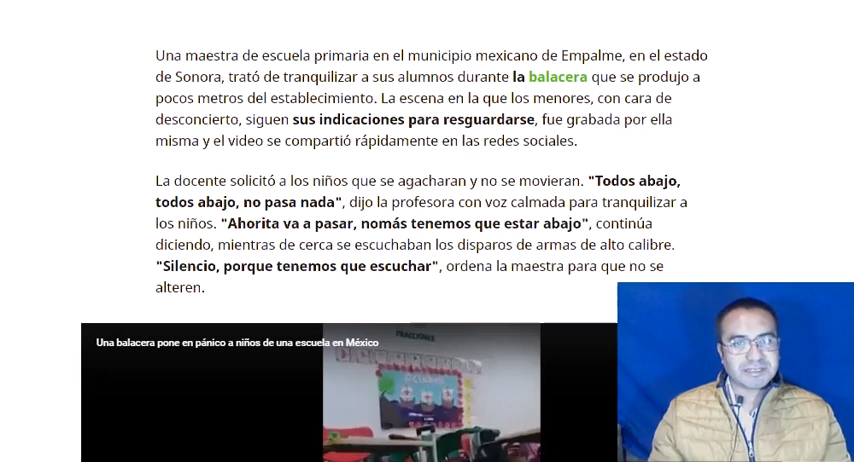 Una maestra de escuela primaria en el municipio mexicano de Empalme, en el estado
de Sonora, trató de tranquilizar a sus alumnos durante la balacera que se produjo a
pocos metros del establecimiento. La escena en la que los menores, con cara de
desconcierto, siguen sus indicaciones para resguardarse, fue grabada por ella
misma y el video se compartió rápidamente en las redes sociales.
La docente solicitó a los niños que se agacharan y no se movieran. "Todos abajo,
todos abajo, no pasa nada", dijo la profesora con voz calmada para tranquilizar a
los niños. "Ahorita va a pasar, nomás tenemos que estar abajo", continúa
diciendo, mientras de cerca se escuchaban los disparos de armas de alto calibre.
"Silencio, porque tenemos que escuchar", ordena la maestra para que no se
alteren.
Una balacera pone en pánico a niños de una escuela en México